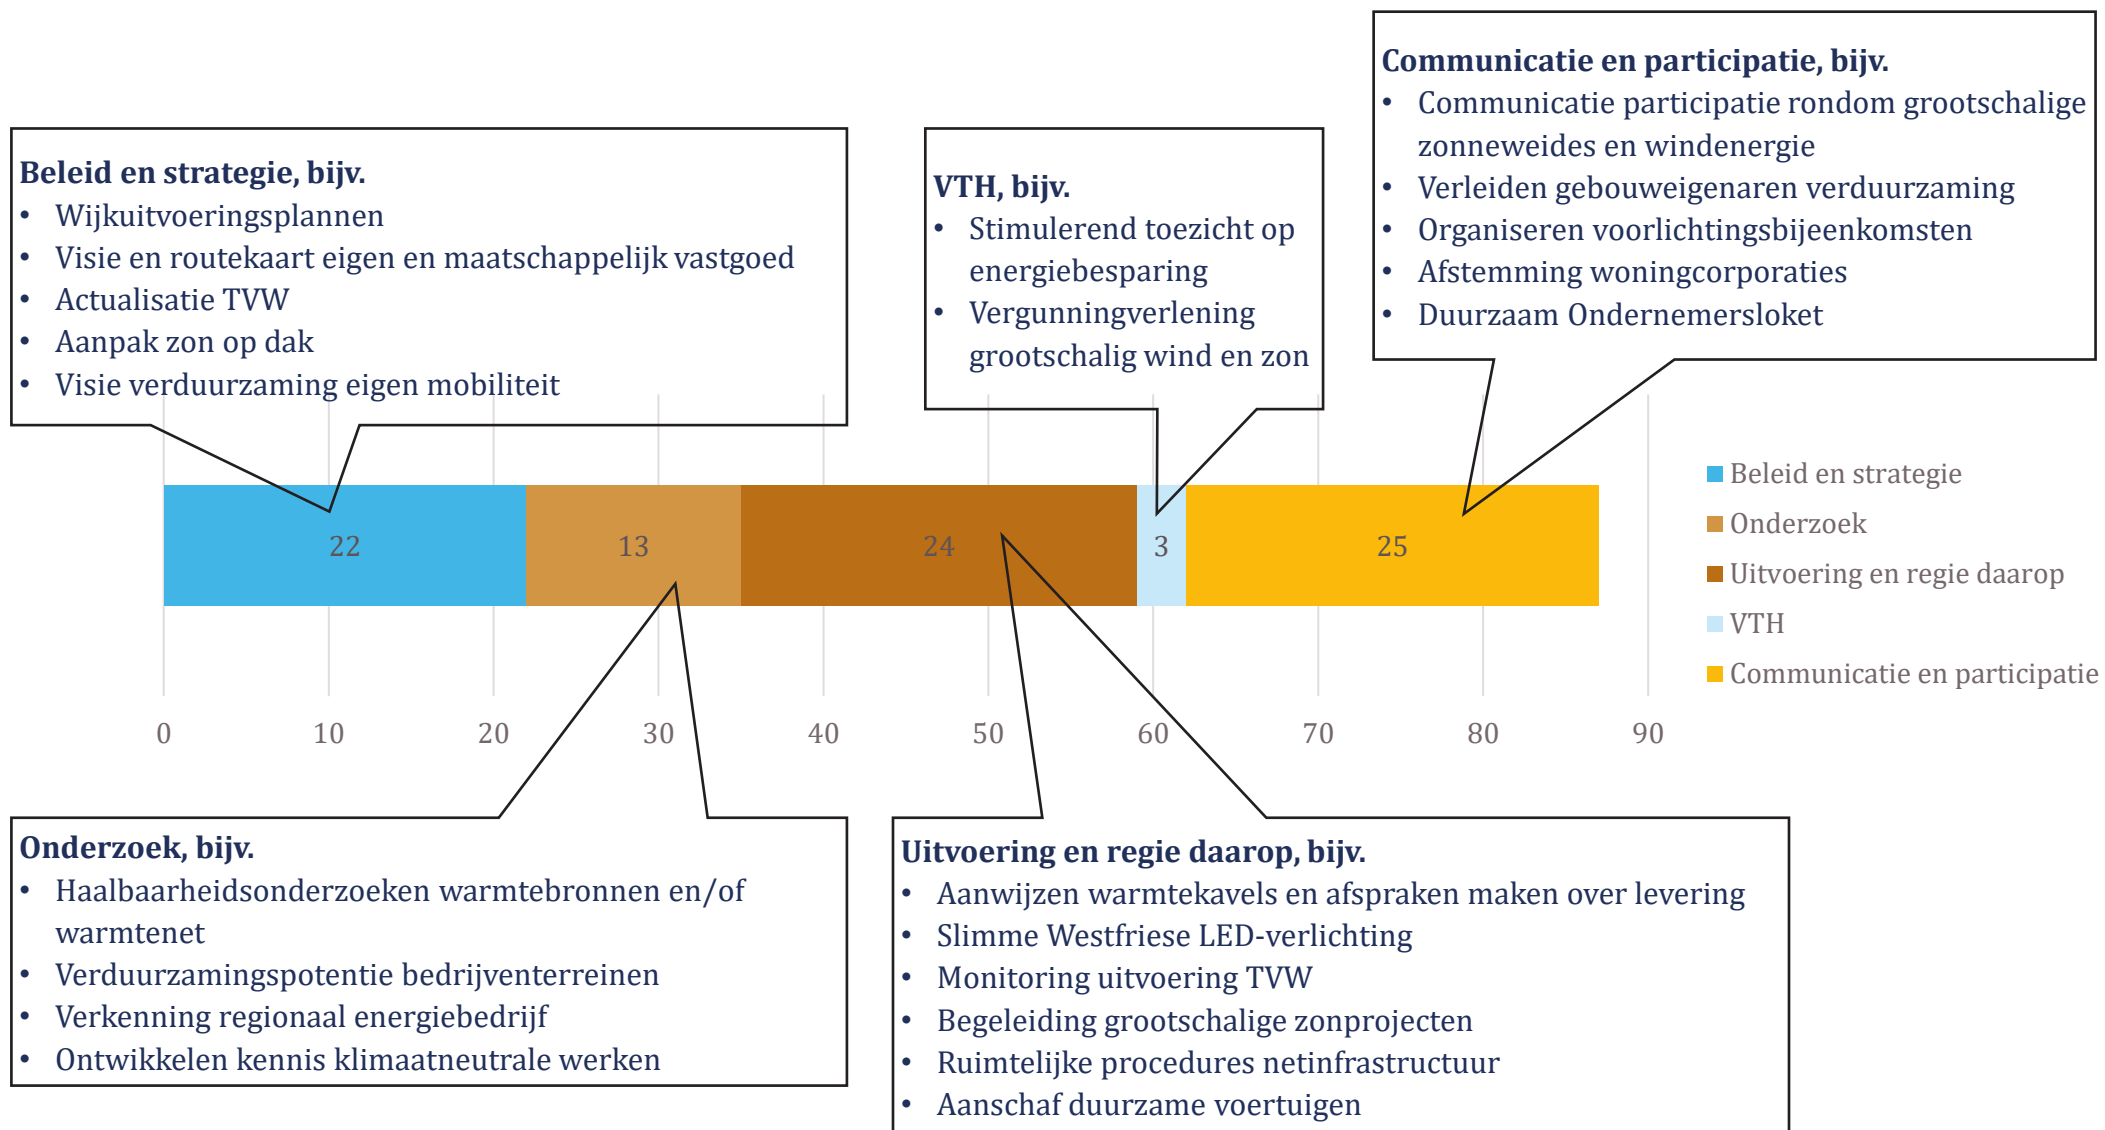 Communicatie en participatie, bijv.
• Communicatie participatie rondom grootschalige
zonneweides en windenergie
• Verleiden gebouweigenaren verduurzaming
• Organiseren voorlichtingsbijeenkomsten
• Afstemming woningcorporaties
• Duurzaam Ondernemersloket
Beleid en strategie, bijv.
• Wijkuitvoeringsplannen
• Visie en routekaart eigen en maatschappelijk vastgoed
• Actualisatie TVW
• Aanpak zon op dak
• Visie verduurzaming eigen mobiliteit
VTH, bijv.
• Stimulerend toezicht op
energiebesparing
• Vergunningverlening
grootschalig wind en zon
22 13 24 3 25
Beleid en strategie
Onderzoek
Uitvoering en regie daarop
VTH
Communicatie en participatie
0 10 20 30 40 50 60 70 80 90
Onderzoek, bijv.
• Haalbaarheidsonderzoeken warmtebronnen en/of
warmtenet
• Verduurzamingspotentie bedrijventerreinen
• Verkenning regionaal energiebedrijf
• Ontwikkelen kennis klimaatneutrale werken
Uitvoering en regie daarop, bijv.
• Aanwijzen warmtekavels en afspraken maken over levering
• Slimme Westfriese LED-verlichting
• Monitoring uitvoering TVW
• Begeleiding grootschalige zonprojecten
• Ruimtelijke procedures netinfrastructuur
• Aanschaf duurzame voertuigen